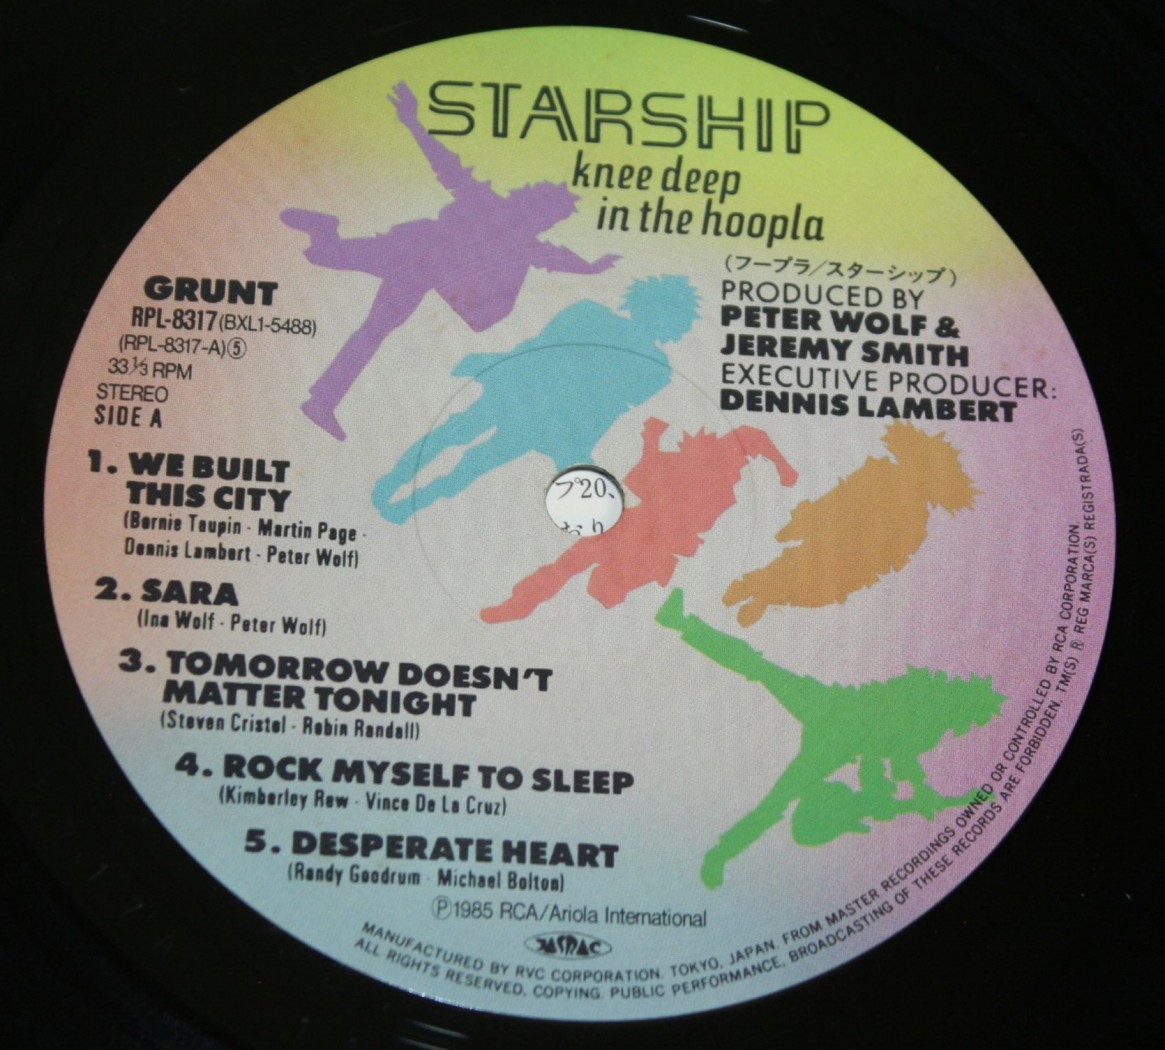 STARSHIP
knee deep
in the hoopla
(フープラ/スターシップ)
PRODUCED BY
PETER WOLF &
JEREMY SMITH
EXECUTIVE PRODUCER:
DENNIS LAMBERT
GRUNT
RPL-8317 (BXL1-5488)
(RPL-8317-A)⑤
33⅓ RPM
STEREO
SIDE A
1. WE BUILT
THIS CITY
(Bernie Taupin - Martin Page -
Dennis Lambert - Peter Wolf)
2. SARA
(Ina Wolf - Peter Wolf)
3. TOMORROW DOESN'T
MATTER TONIGHT
(Steven Cristol - Robin Randall)
4. ROCK MYSELF TO SLEEP
(Kimberley Rew - Vince De La Cruz)
5. DESPERATE HEART
(Randy Goodrum - Michael Bolton)
Ⓟ1985 RCA/Ariola International
JASRAC
MANUFACTURED BY RVC CORPORATION. TOKYO, JAPAN. FROM MASTER RECORDINGS OWNED OR CONTROLLED BY RCA CORPORATION.
ALL RIGHTS RESERVED, COPYING. PUBLIC PERFORMANCE, BROADCASTING OF THESE RECORDS ARE FORBIDDEN. TM(S) ® REG MARCA(S) REGISTRADA(S)
プ20、
おり